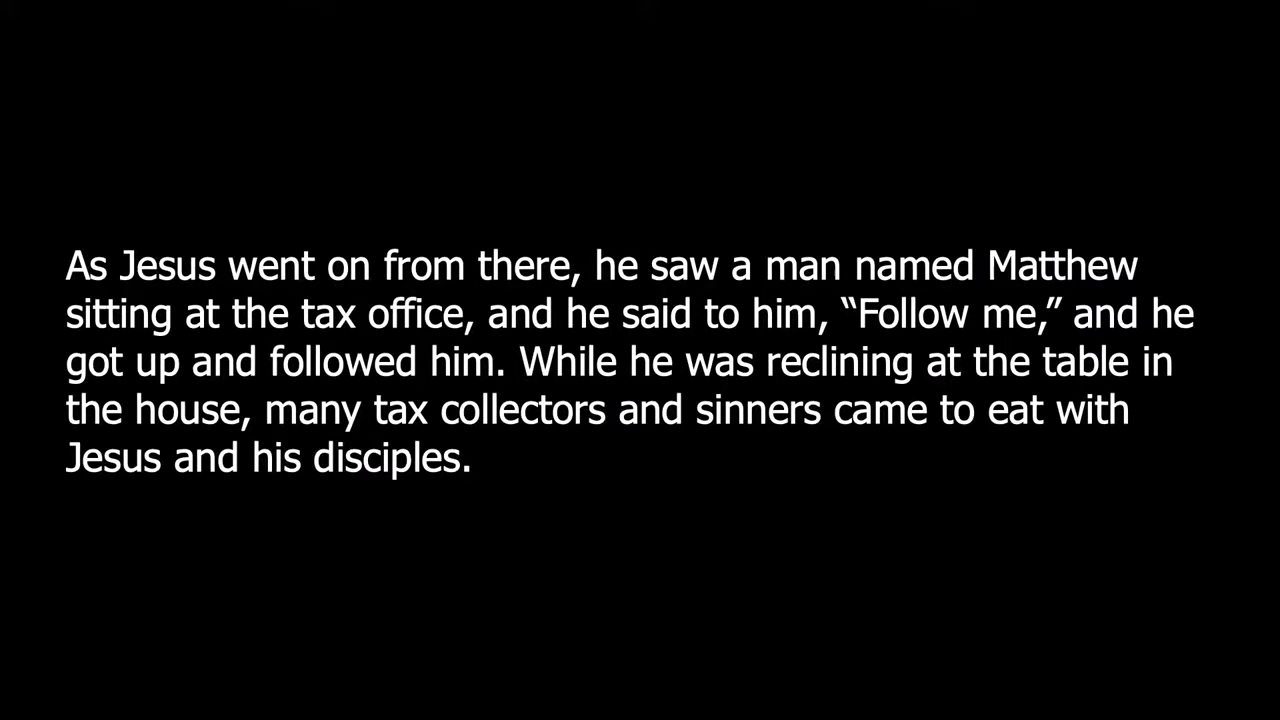 As Jesus went on from there, he saw a man named Matthew
sitting at the tax office, and he said to him, “Follow me,” and he
got up and followed him. While he was reclining at the table in
the house, many tax collectors and sinners came to eat with
Jesus and his disciples.